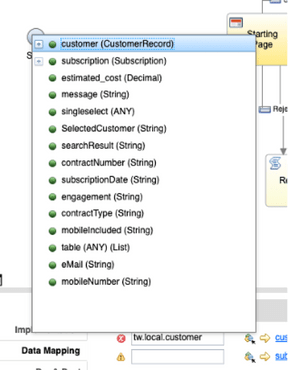 Starting
Page
S
customer (CustomerRecord)
subscription (Subscription)
estimated_cost (Decimal)
message (String)
singleselect (ANY)
SelectedCustomer (String)
searchResult (String)
contractNumber (String)
subscriptionDate (String)
engagement (String)
contractType (String)
mobileIncluded (String)
table (ANY) (List)
eMail (String)
mobileNumber (String)
Reje
R
Imp
tw.local.customer
cus
Data Mapping
sub